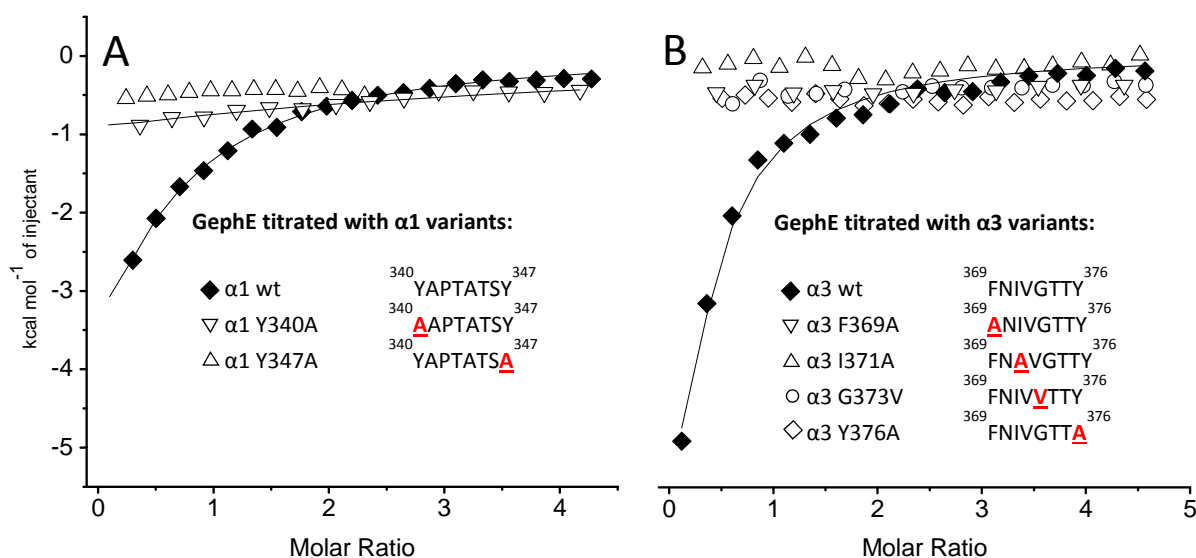 A
0
-1
-2
-3
-4
-5
kcal mol⁻¹ of injectant
GephE titrated with α1 variants:
α1 wt ³⁴⁰YAPTATSY³⁴⁷
α1 Y340A ³⁴⁰AAPTATSY³⁴⁷
α1 Y347A ³⁴⁰YAPTATSA³⁴⁷
0 1 2 3 4
Molar Ratio
B
GephE titrated with α3 variants:
α3 wt ³⁶⁹FNIVGTTY³⁷⁶
α3 F369A ³⁶⁹ANIVGTTY³⁷⁶
α3 I371A ³⁶⁹FNAVGTTY³⁷⁶
α3 G373V ³⁶⁹FNIVVTTY³⁷⁶
α3 Y376A ³⁶⁹FNIVGTTA³⁷⁶
0 1 2 3 4 5
Molar Ratio